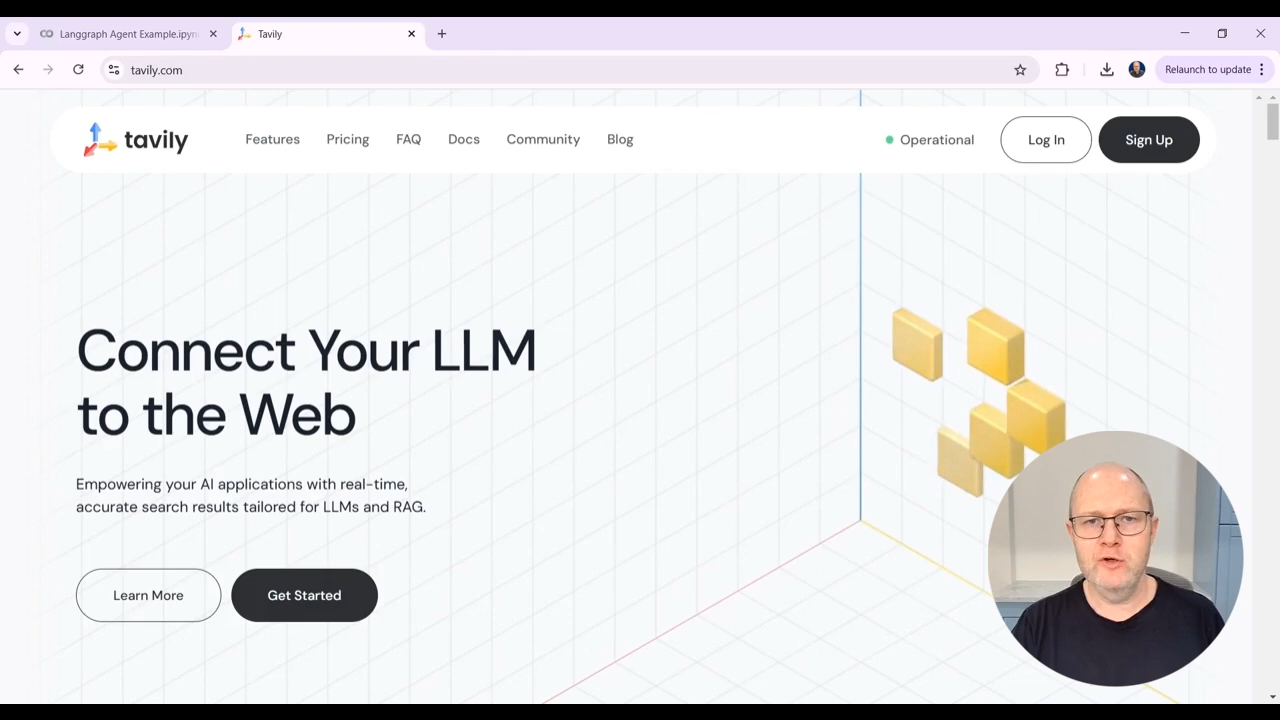 Langgraph Agent Example.ipyn
Tavily
tavily.com
Relaunch to update
tavily
Features
Pricing
FAQ
Docs
Community
Blog
Operational
Log In
Sign Up
Connect Your LLM
to the Web
Empowering your AI applications with real-time,
accurate search results tailored for LLMs and RAG.
Learn More
Get Started